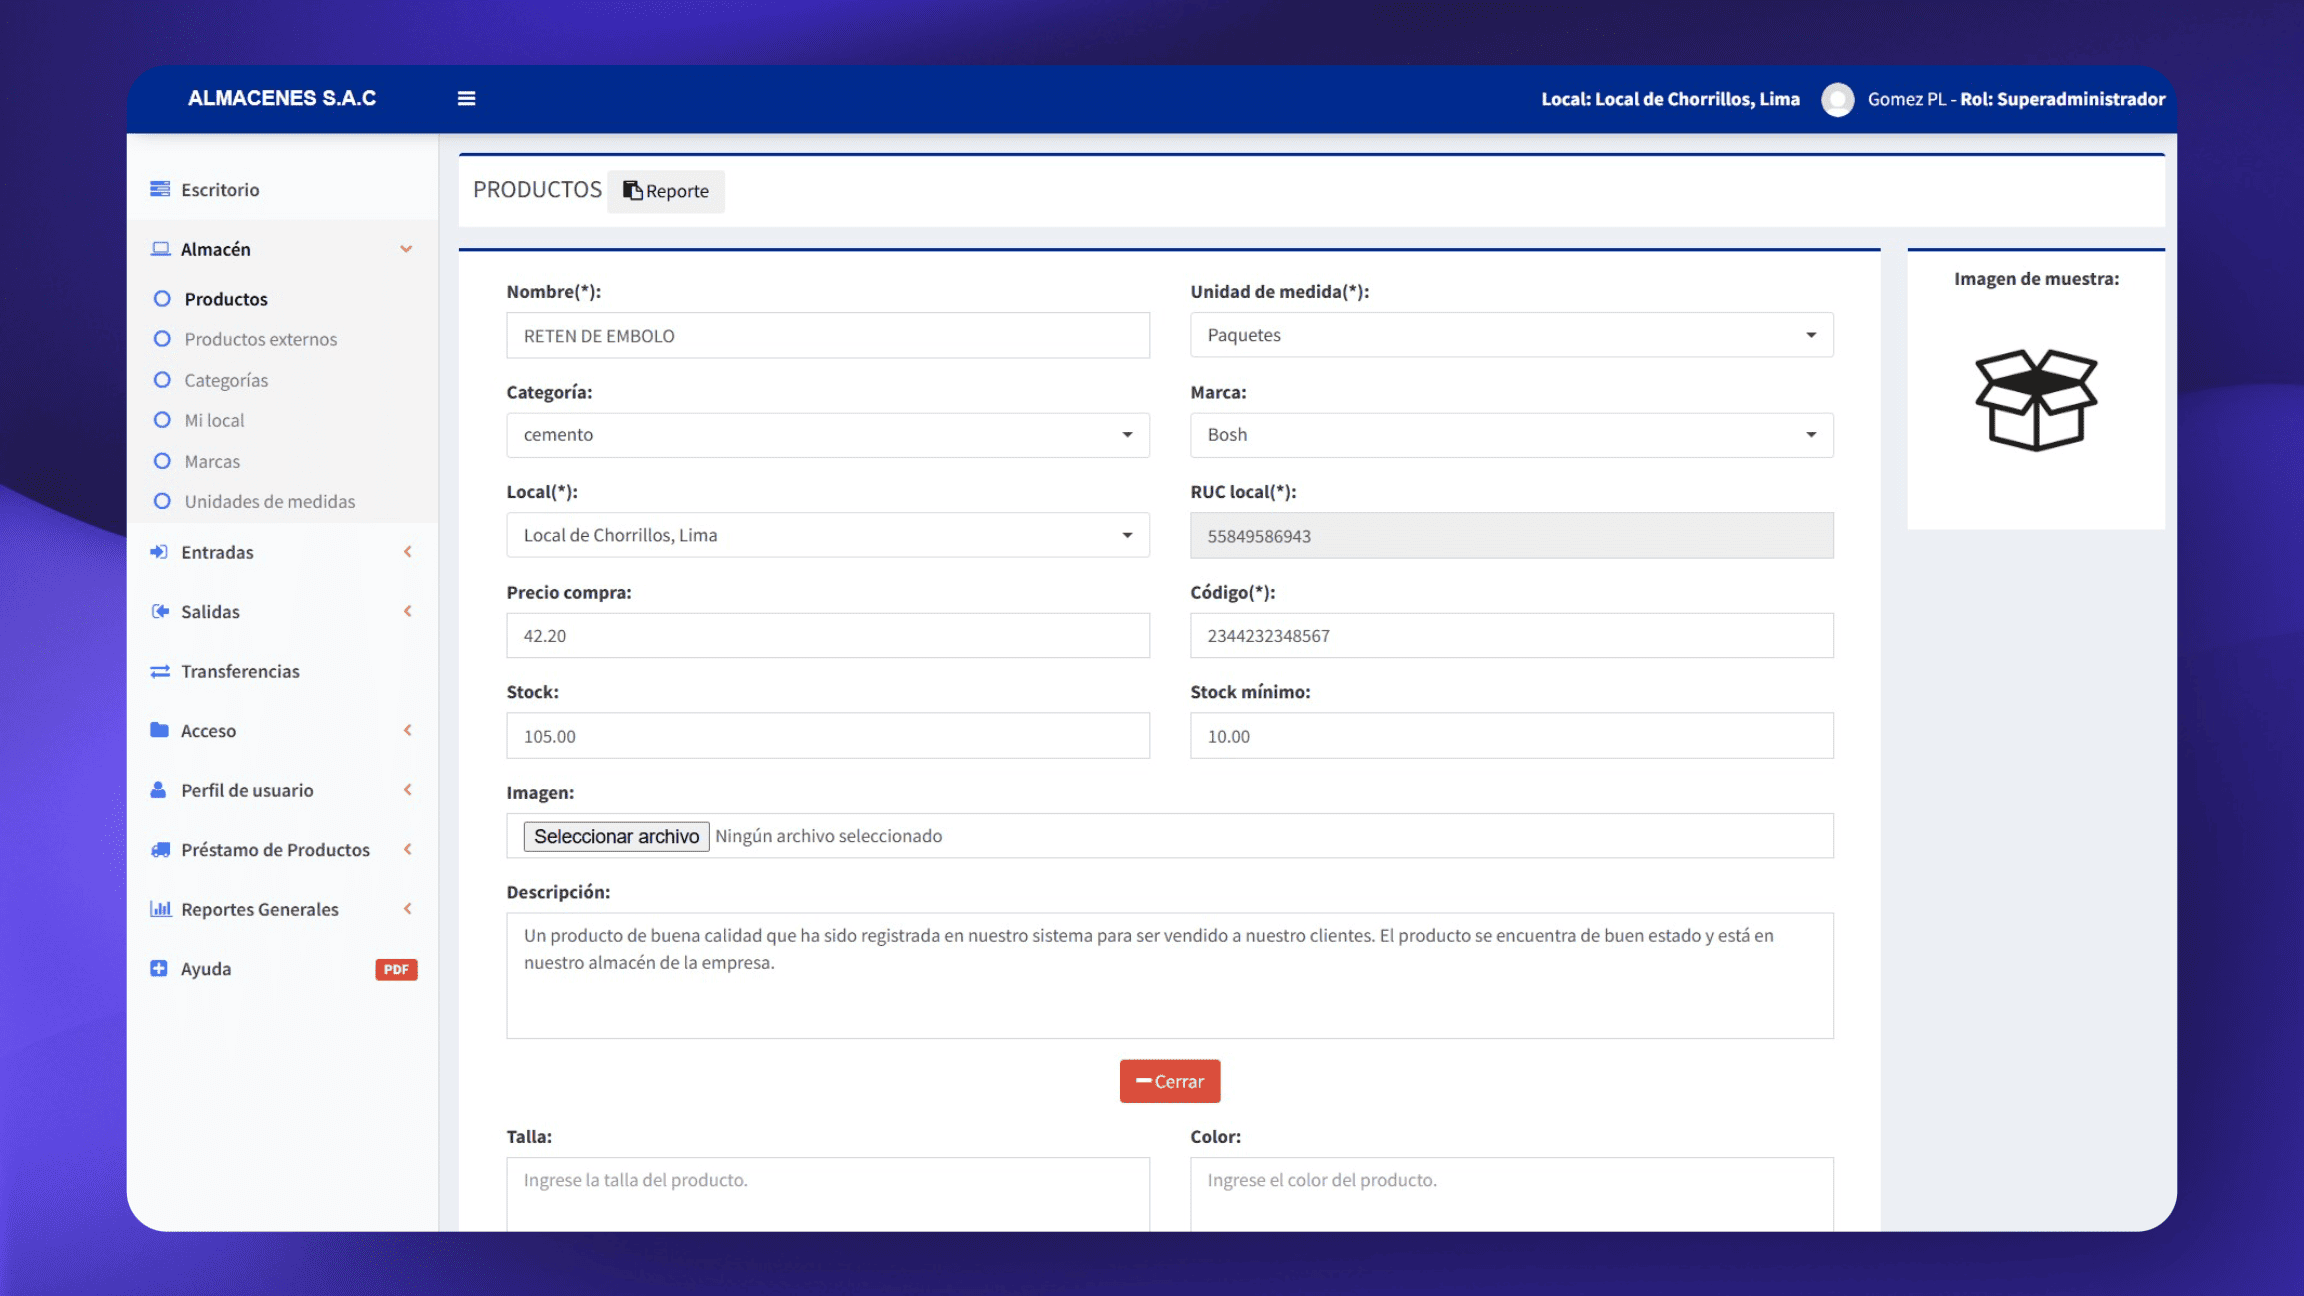 ALMACENES S.A.C
Local: Local de Chorrillos, Lima
Gomez PL - Rol: Superadministrador
Escritorio
Almacén
Productos
Productos externos
Categorías
Mi local
Marcas
Unidades de medidas
Entradas
Salidas
Transferencias
Acceso
Perfil de usuario
Préstamo de Productos
Reportes Generales
Ayuda PDF
PRODUCTOS Reporte
Nombre(*):
RETEN DE EMBOLO
Unidad de medida(*):
Paquetes
Categoría:
cemento
Marca:
Bosh
Local(*):
Local de Chorrillos, Lima
RUC local(*):
55849586943
Precio compra:
42.20
Código(*):
2344232348567
Stock:
105.00
Stock mínimo:
10.00
Imagen:
Seleccionar archivo Ningún archivo seleccionado
Descripción:
Un producto de buena calidad que ha sido registrada en nuestro sistema para ser vendido a nuestro clientes. El producto se encuentra de buen estado y está en
nuestro almacén de la empresa.
Cerrar
Talla:
Ingrese la talla del producto.
Color:
Ingrese el color del producto.
Imagen de muestra: